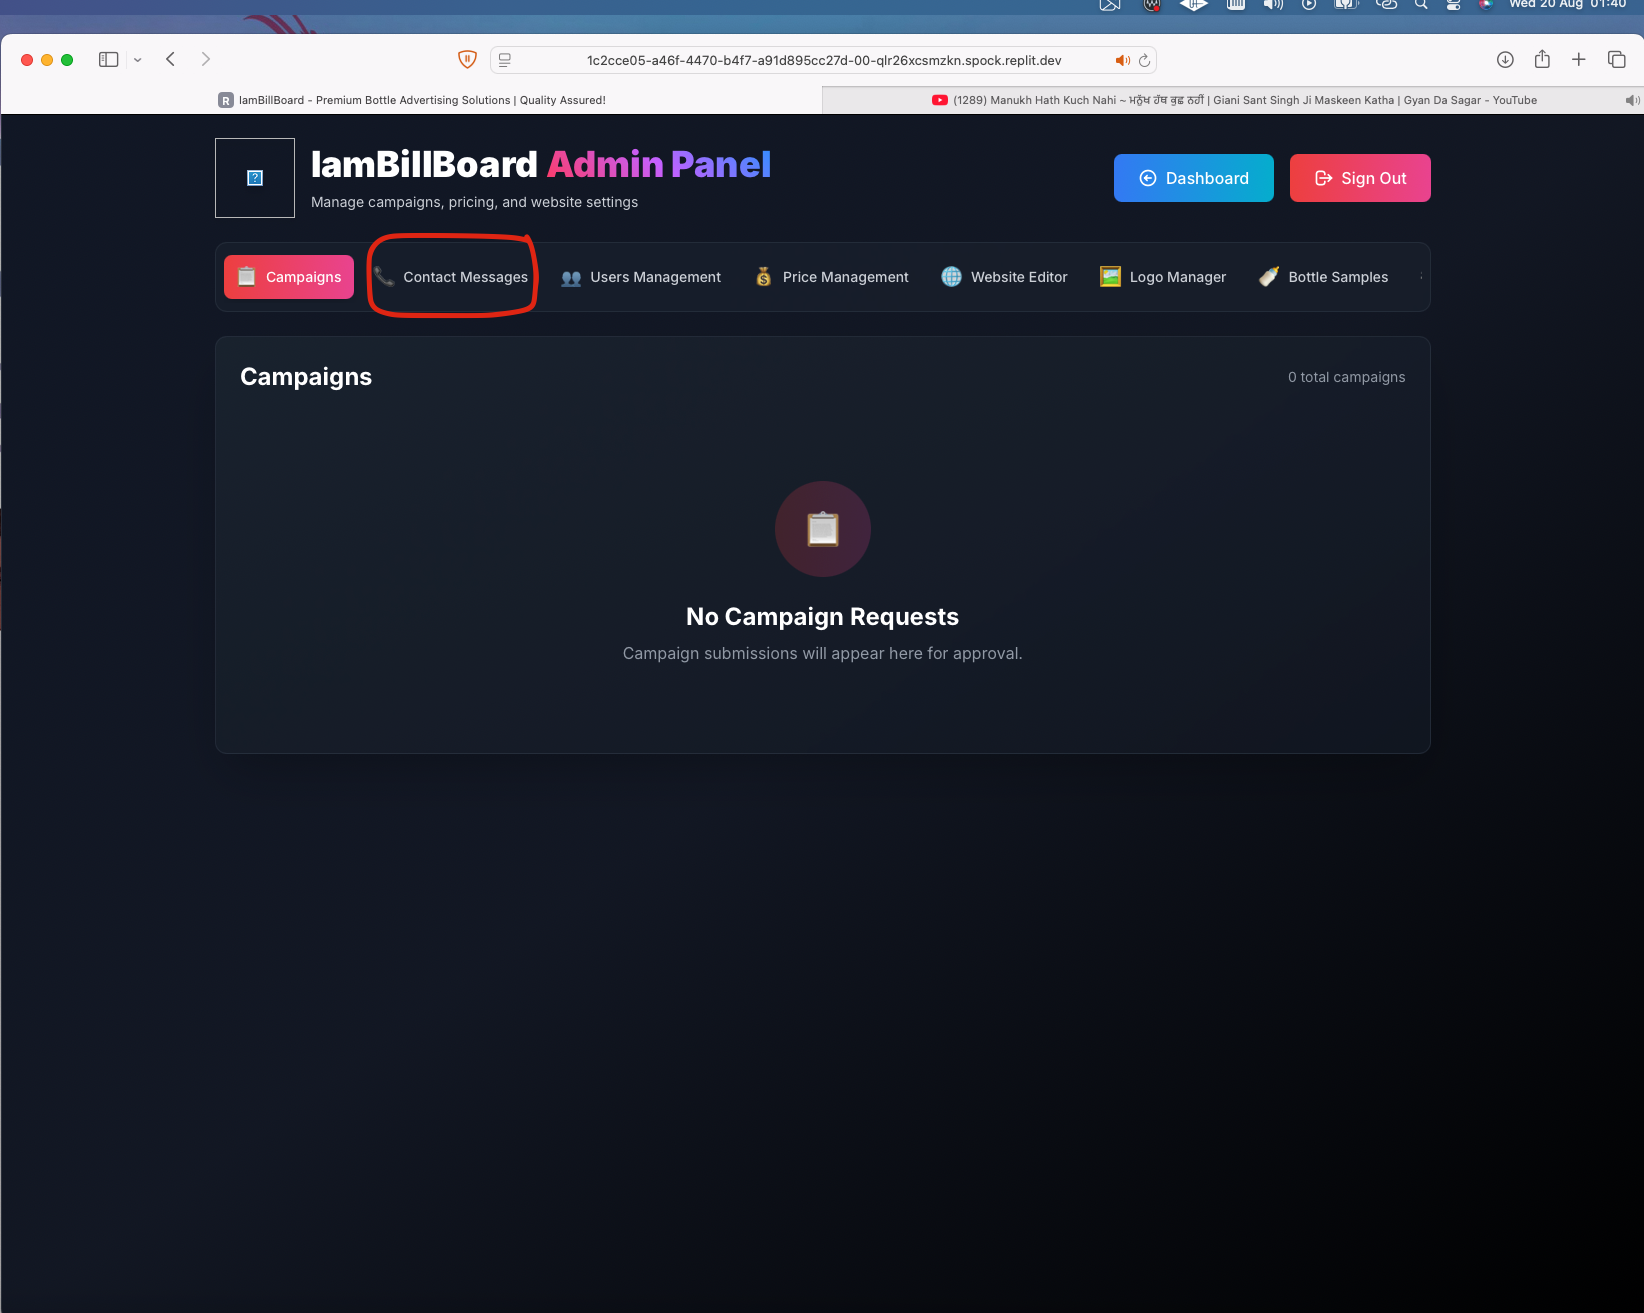 Wed 20 Aug 01:40
1c2cce05-a46f-4470-b4f7-a91d895cc27d-00-qlr26xcsmzkn.spock.replit.dev
R IamBillBoard - Premium Bottle Advertising Solutions | Quality Assured!
(1289) Manukh Hath Kuch Nahi ~ ਮਨੁੱਖ ਹੱਥ ਕੁਛ ਨਹੀਂ | Giani Sant Singh Ji Maskeen Katha | Gyan Da Sagar - YouTube
IamBillBoard Admin Panel
Manage campaigns, pricing, and website settings
Dashboard
Sign Out
Campaigns
Contact Messages
Users Management
Price Management
Website Editor
Logo Manager
Bottle Samples
Campaigns
0 total campaigns
No Campaign Requests
Campaign submissions will appear here for approval.